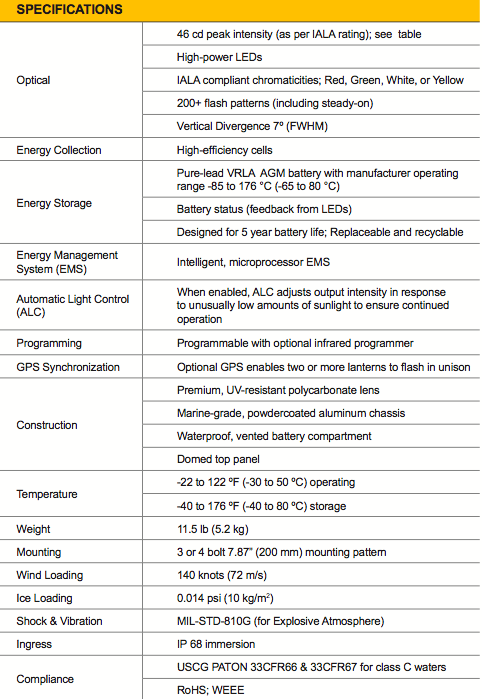 SPECIFICATIONS
Optical
46 cd peak intensity (as per IALA rating); see table
High-power LEDs
IALA compliant chromaticities; Red, Green, White, or Yellow
200+ flash patterns (including steady-on)
Vertical Divergence 7º (FWHM)
Energy Collection
High-efficiency cells
Energy Storage
Pure-lead VRLA AGM battery with manufacturer operating
range -85 to 176 °C (-65 to 80 °C)
Battery status (feedback from LEDs)
Designed for 5 year battery life; Replaceable and recyclable
Energy Management
System (EMS)
Intelligent, microprocessor EMS
Automatic Light Control
(ALC)
When enabled, ALC adjusts output intensity in response
to unusually low amounts of sunlight to ensure continued
operation
Programming
Programmable with optional infrared programmer
GPS Synchronization
Optional GPS enables two or more lanterns to flash in unison
Construction
Premium, UV-resistant polycarbonate lens
Marine-grade, powdercoated aluminum chassis
Waterproof, vented battery compartment
Domed top panel
Temperature
-22 to 122 ºF (-30 to 50 ºC) operating
-40 to 176 ºF (-40 to 80 ºC) storage
Weight
11.5 lb (5.2 kg)
Mounting
3 or 4 bolt 7.87" (200 mm) mounting pattern
Wind Loading
140 knots (72 m/s)
Ice Loading
0.014 psi (10 kg/m²)
Shock & Vibration
MIL-STD-810G (for Explosive Atmosphere)
Ingress
IP 68 immersion
Compliance
USCG PATON 33CFR66 & 33CFR67 for class C waters
RoHS; WEEE